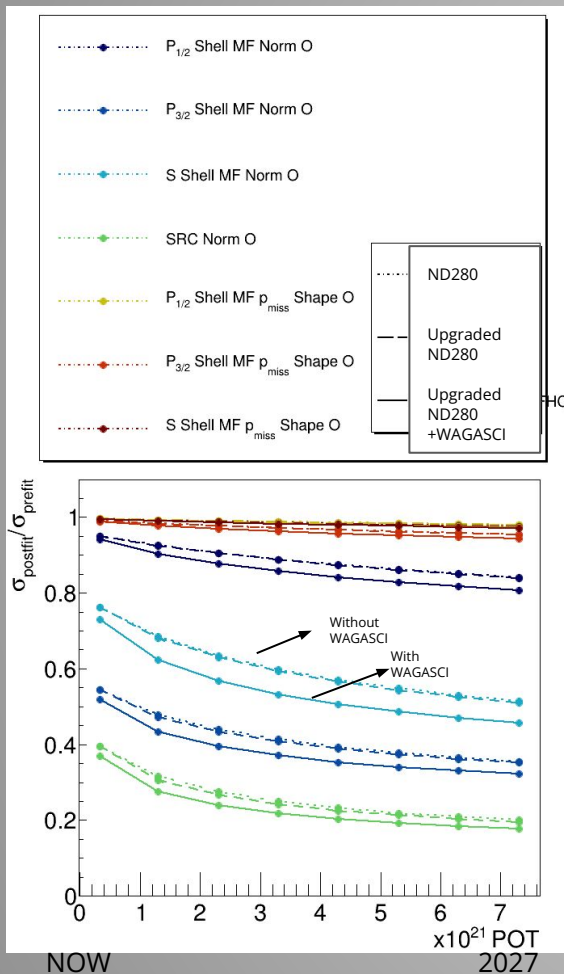 P1/2 Shell MF Norm O
P3/2 Shell MF Norm O
S Shell MF Norm O
SRC Norm O
P1/2 Shell MF pmiss Shape O
P3/2 Shell MF pmiss Shape O
S Shell MF pmiss Shape O
ND280
Upgraded
ND280
Upgraded
ND280
+WAGASCI
FHC
σpostfit/σprefit
1
0.8
0.6
0.4
0.2
0
Without
WAGASCI
With
WAGASCI
0 1 2 3 4 5 6 7
x10²¹ POT
NOW 2027